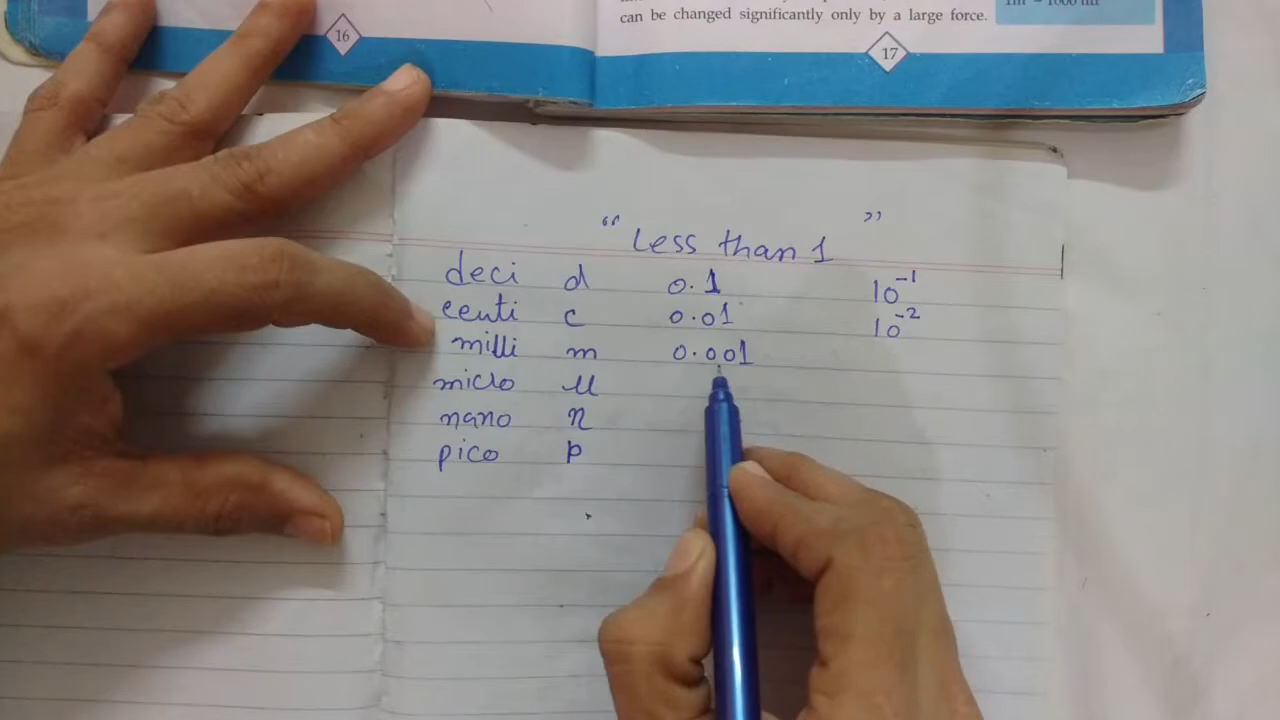 can be changed significantly only by a large force.
16
17
" Less than 1 "
deci d 0.1 10⁻¹
centi c 0.01 10⁻²
milli m 0.001
micro μ
nano n
pico p